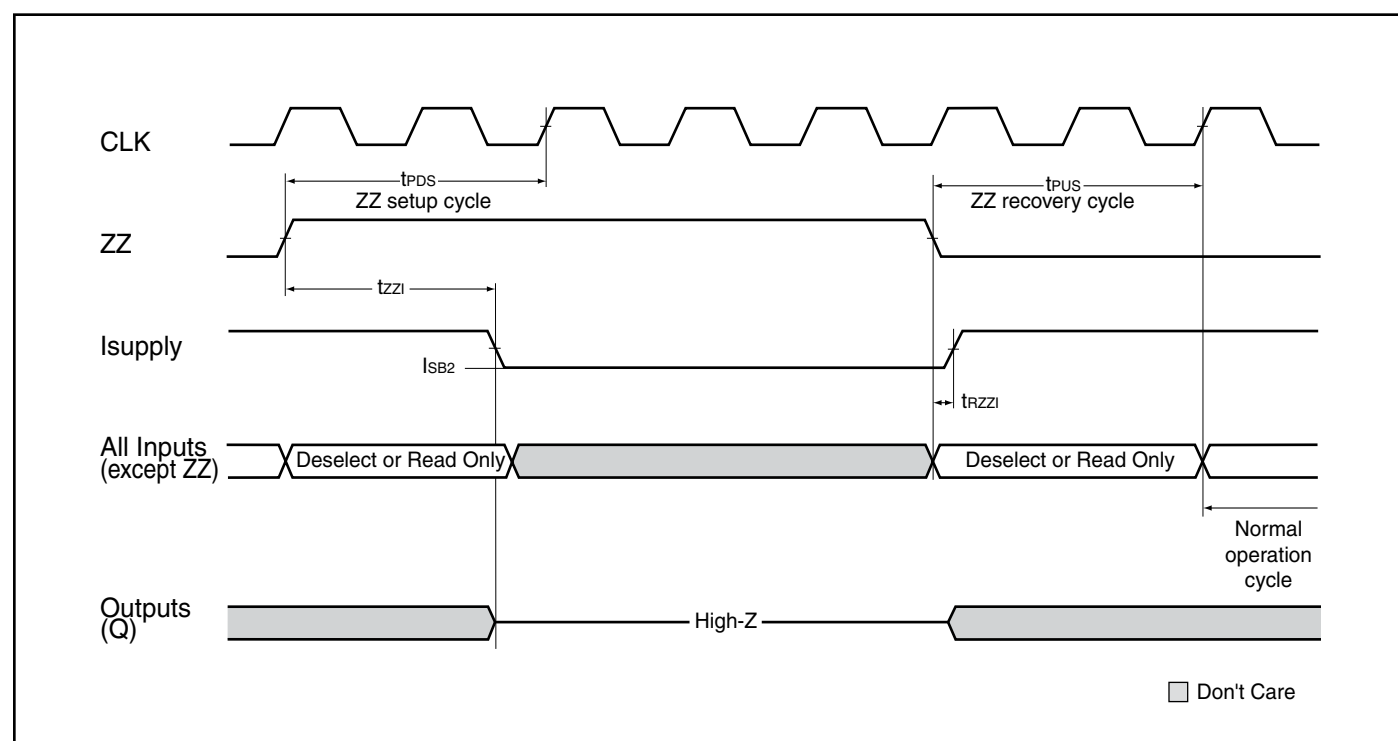 CLK
tPDS
ZZ setup cycle
tPUS
ZZ recovery cycle
ZZ
tZZI
Isupply
ISB2
tRZZI
All Inputs
(except ZZ)
Deselect or Read Only
Deselect or Read Only
Normal
operation
cycle
Outputs
(Q)
High-Z
Don't Care